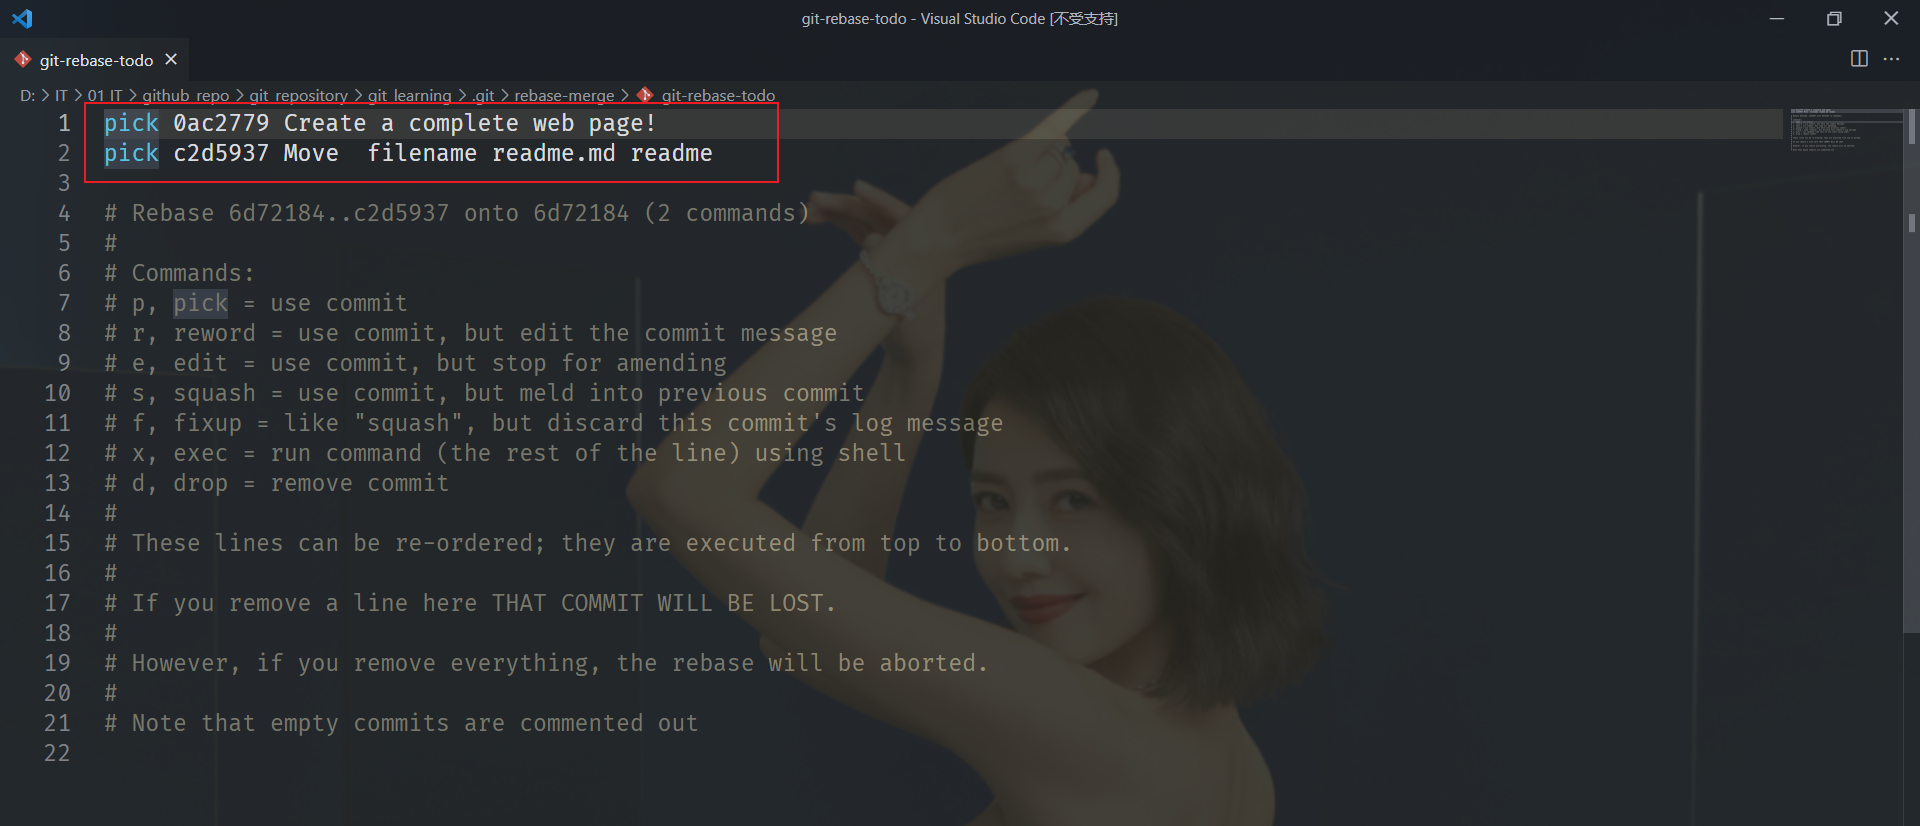 git-rebase-todo - Visual Studio Code [不受支持]
git-rebase-todo
D: > IT > 01 IT > github_repo > git_repository > git_learning > .git > rebase-merge > git-rebase-todo
1 pick 0ac2779 Create a complete web page!
2 pick c2d5937 Move  filename readme.md readme
3
4 # Rebase 6d72184..c2d5937 onto 6d72184 (2 commands)
5 #
6 # Commands:
7 # p, pick = use commit
8 # r, reword = use commit, but edit the commit message
9 # e, edit = use commit, but stop for amending
10 # s, squash = use commit, but meld into previous commit
11 # f, fixup = like "squash", but discard this commit's log message
12 # x, exec = run command (the rest of the line) using shell
13 # d, drop = remove commit
14 #
15 # These lines can be re-ordered; they are executed from top to bottom.
16 #
17 # If you remove a line here THAT COMMIT WILL BE LOST.
18 #
19 # However, if you remove everything, the rebase will be aborted.
20 #
21 # Note that empty commits are commented out
22